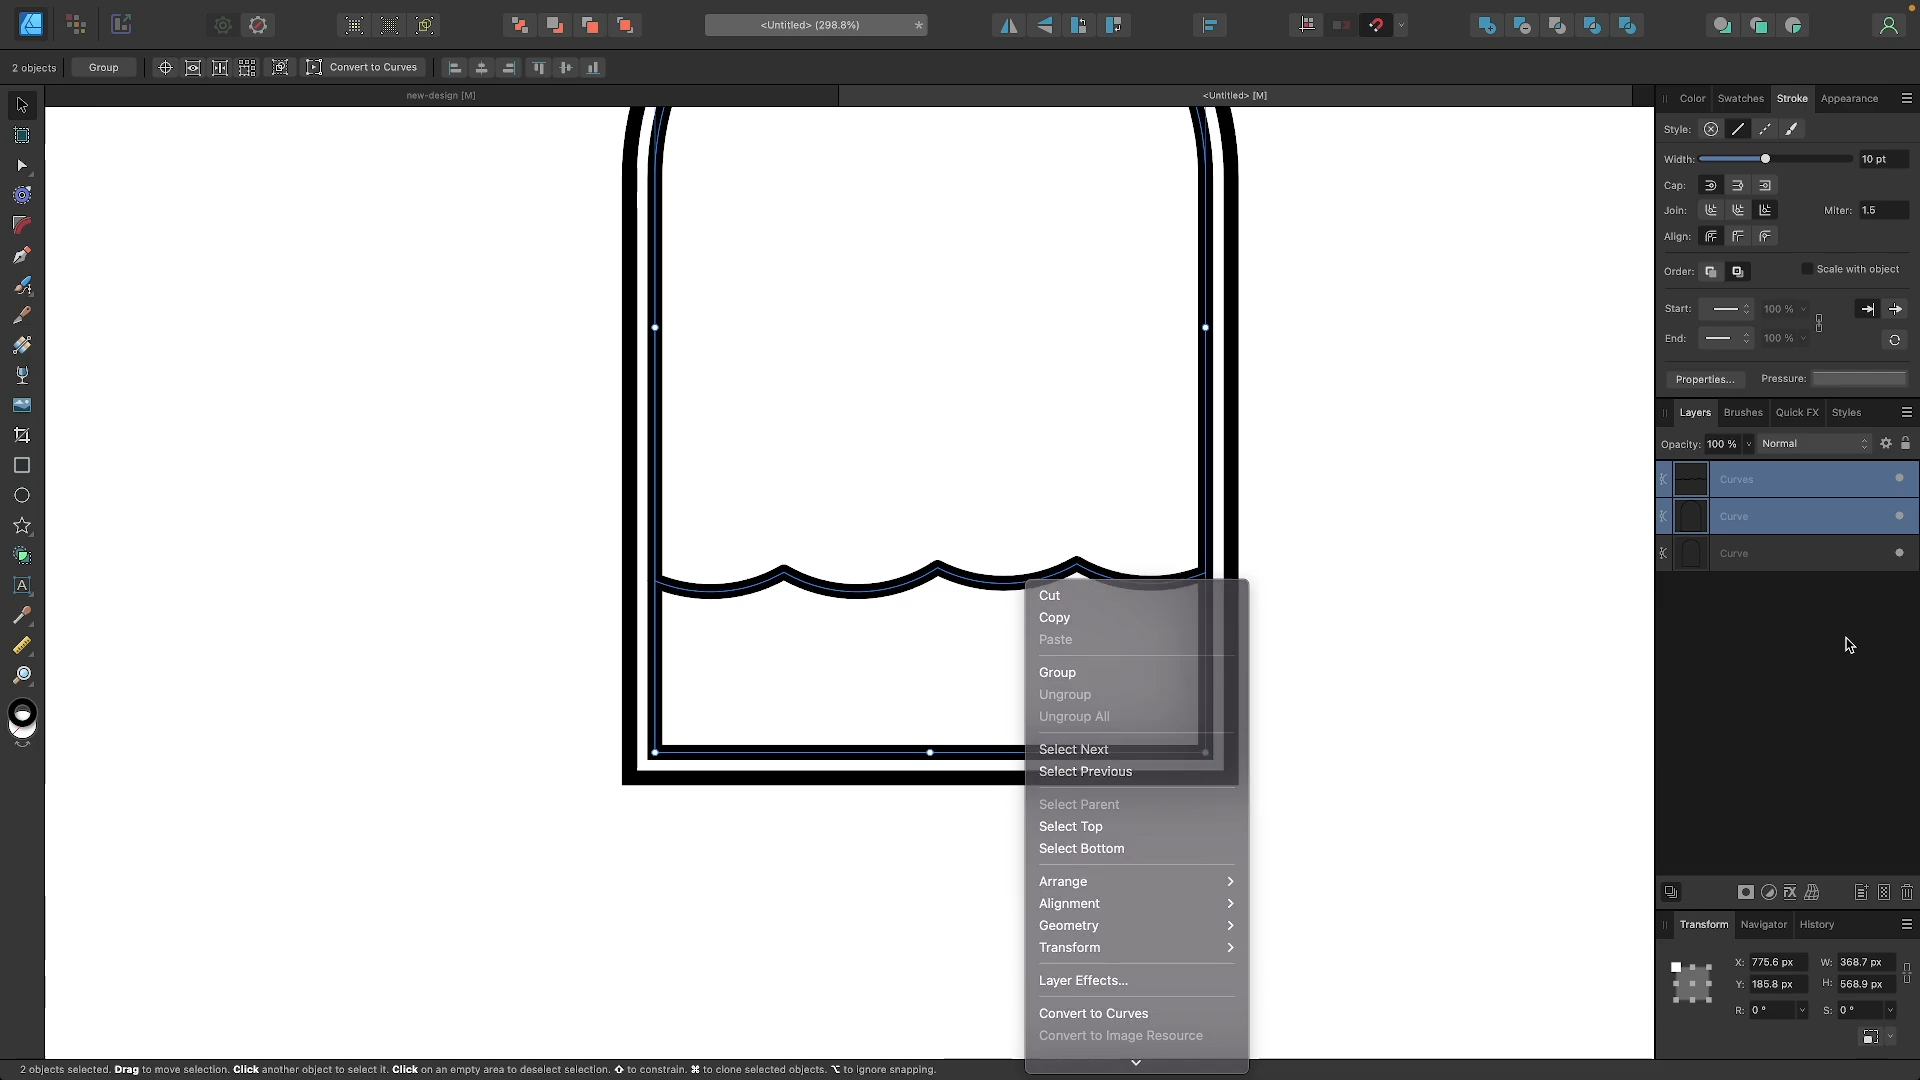 <Untitled> (298.8%)
*
2 objects
Group
Convert to Curves
new-design [M]
<Untitled> [M]
Color
Swatches
Stroke
Appearance
Style:
Width:
10 pt
Cap:
Join:
Miter:
1.5
Align:
Order:
Scale with object
Start:
100 %
End:
100 %
Properties...
Pressure:
Layers
Brushes
Quick FX
Styles
Opacity:
100 %
Normal
Curves
Curve
Curve
Cut
Copy
Paste
Group
Ungroup
Ungroup All
Select Next
Select Previous
Select Parent
Select Top
Select Bottom
Arrange
Alignment
Geometry
Transform
Layer Effects...
Convert to Curves
Convert to Image Resource
Transform
Navigator
History
X: 775.6 px
W: 368.7 px
Y: 185.8 px
H: 568.9 px
R: 0 °
S: 0 °
2 objects selected. Drag to move selection. Click another object to select it. Click on an empty area to deselect selection. ⇧ to constrain. ⌘ to clone selected objects. ⌥ to ignore snapping.